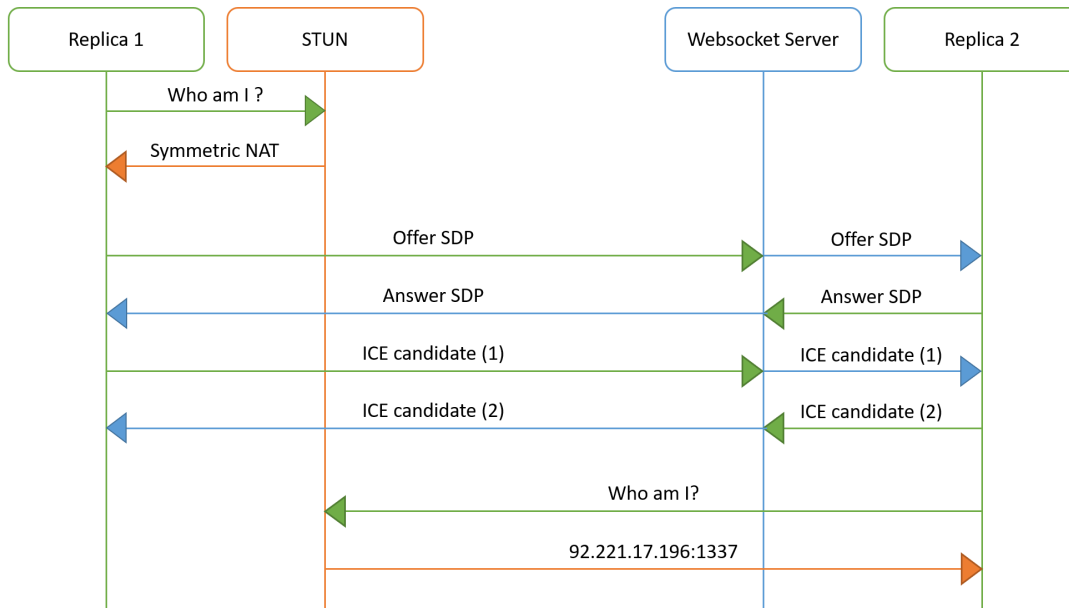 Replica 1
STUN
Websocket Server
Replica 2
Who am I ?
Symmetric NAT
Offer SDP
Offer SDP
Answer SDP
Answer SDP
ICE candidate (1)
ICE candidate (1)
ICE candidate (2)
ICE candidate (2)
Who am I?
92.221.17.196:1337